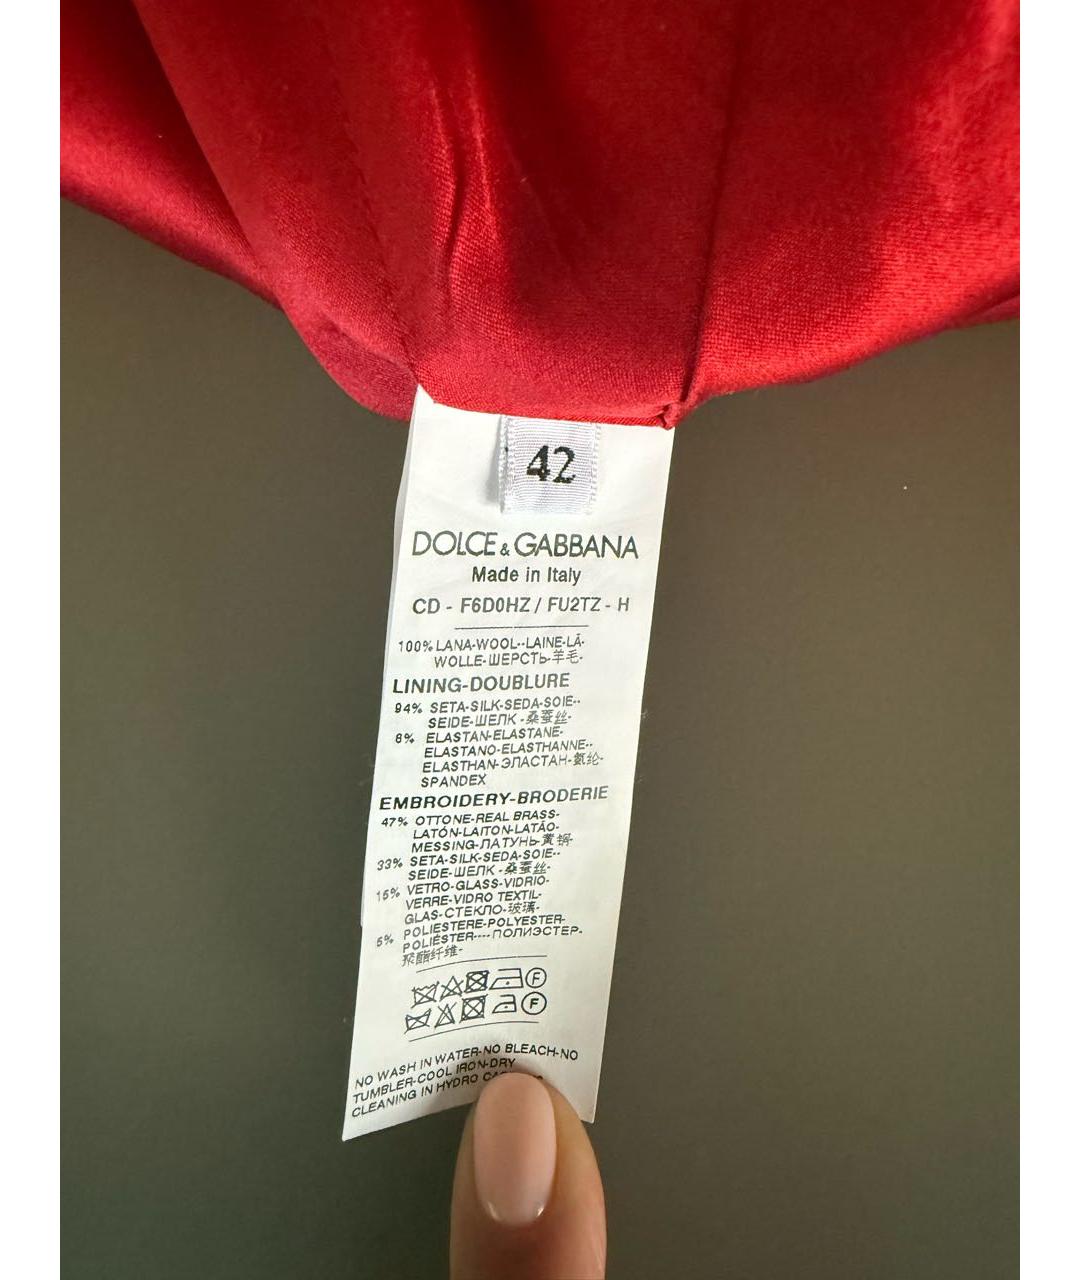 42
DOLCE & GABBANA
Made in Italy
CD - F6D0HZ / FU2TZ - H
100% LANA-WOOL--LAINE-LÃ-
WOLLE-ШЕРСТЬ-羊毛-
LINING-DOUBLURE
94% SETA-SILK-SEDA-SOIE--
SEIDE-ШЕЛК -桑蚕丝-
8% ELASTAN-ELASTANE-
ELASTANO-ELASTHANNE--
ELASTHAN-ЭЛАСТАН-氨纶-
SPANDEX
EMBROIDERY-BRODERIE
47% OTTONE-REAL BRASS-
LATÓN-LAITON-LATÃO-
MESSING-ЛАТУНЬ-黄铜-
33% SETA-SILK-SEDA-SOIE--
SEIDE-ШЕЛК -桑蚕丝-
15% VETRO-GLASS-VIDRIO-
VERRE-VIDRO TEXTIL-
GLAS-СТЕКЛО-玻璃-
5% POLIESTERE-POLYESTER-
POLIÉSTER----ПОЛИЭСТЕР-
聚酯纤维-
F
F
NO WASH IN WATER-NO BLEACH-NO
TUMBLER-COOL IRON-DRY
CLEANING IN HYDRO